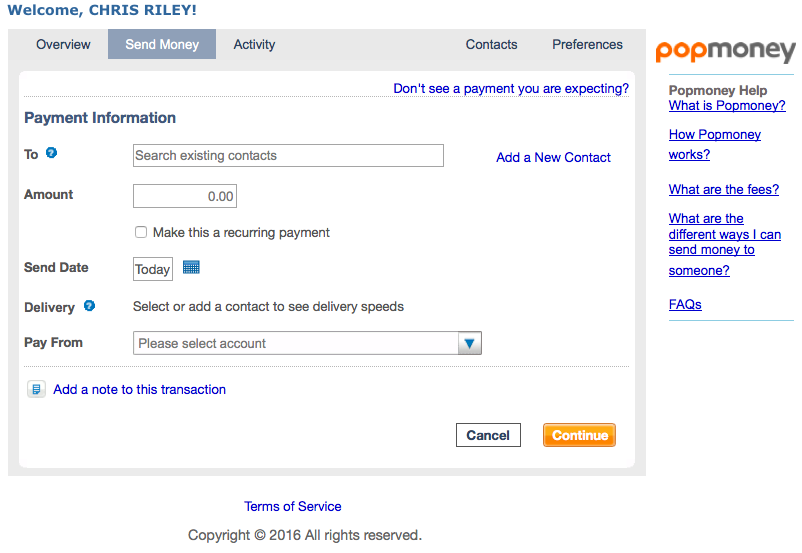 Welcome, CHRIS RILEY!
Overview Send Money Activity Contacts Preferences
popmoney
Don't see a payment you are expecting?
Payment Information
To ? Search existing contacts Add a New Contact
Amount 0.00
Make this a recurring payment
Send Date Today
Delivery ? Select or add a contact to see delivery speeds
Pay From Please select account
Add a note to this transaction
Cancel Continue
Popmoney Help
What is Popmoney?
How Popmoney
works?
What are the fees?
What are the
different ways I can
send money to
someone?
FAQs
Terms of Service
Copyright © 2016 All rights reserved.